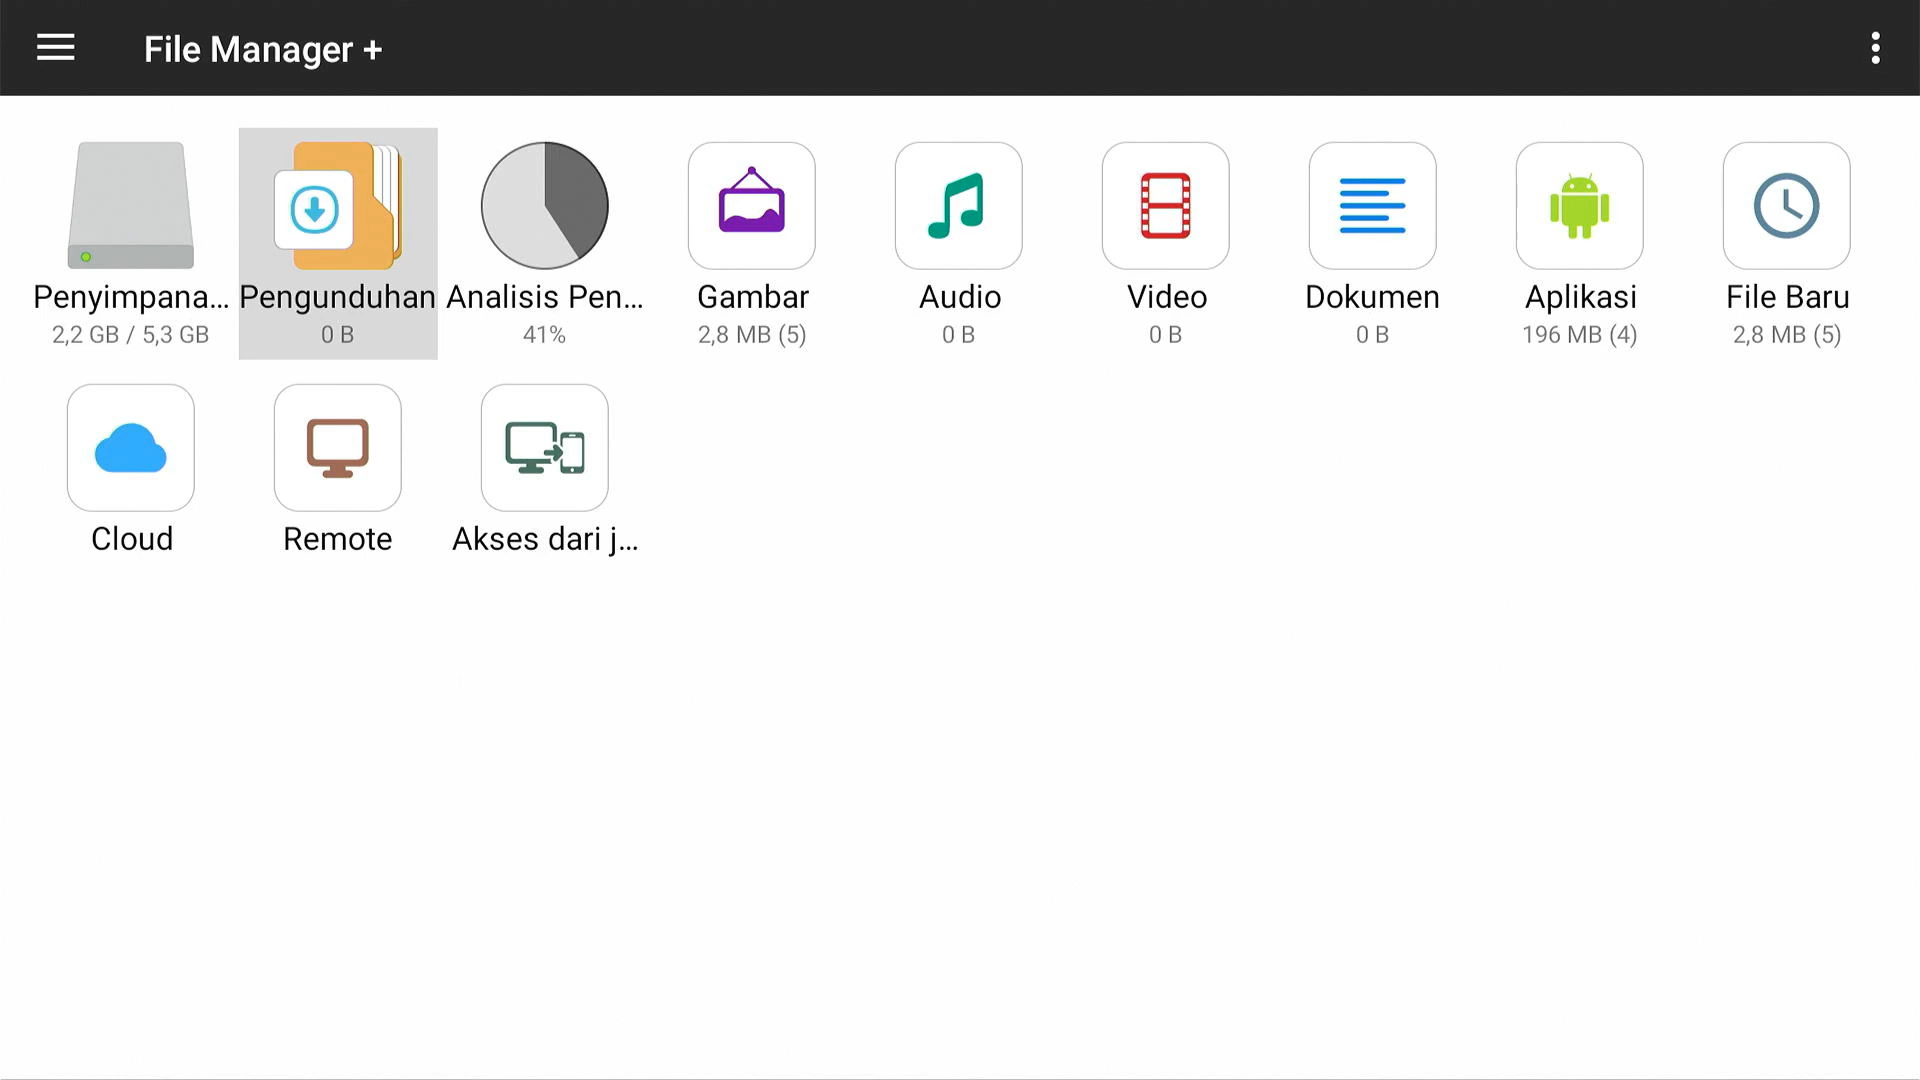 File Manager +
Penyimpana...
2,2 GB / 5,3 GB
Pengunduhan
0 B
Analisis Pen...
41%
Gambar
2,8 MB (5)
Audio
0 B
Video
0 B
Dokumen
0 B
Aplikasi
196 MB (4)
File Baru
2,8 MB (5)
Cloud
Remote
Akses dari j...